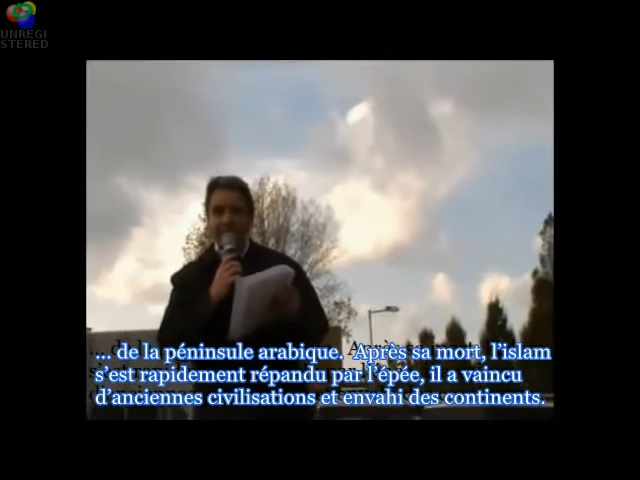 UNREGI
STERED
... de la péninsule arabique. Après sa mort, l'islam
s'est rapidement répandu par l'épée, il a vaincu
d'anciennes civilisations et envahi des continents.